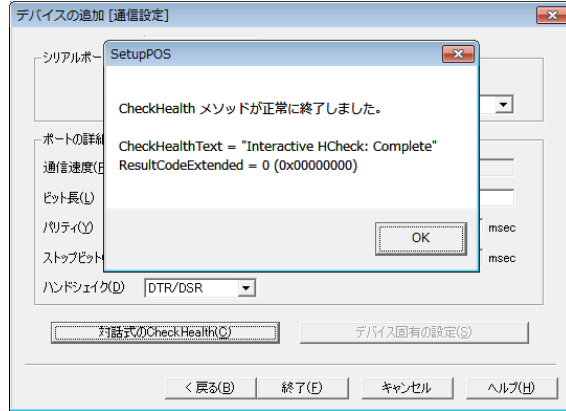 デバイスの追加 [通信設定]
シリアルポー
SetupPOS
CheckHealth メソッドが正常に終了しました。
CheckHealthText = "Interactive HCheck: Complete"
ResultCodeExtended = 0 (0x00000000)
OK
ポートの詳細
通信速度(
ビット長(L)
パリティ(Y)
msec
ストップビット
msec
ハンドシェイク(D)
DTR/DSR
対話式のCheckHealth(C)
デバイス固有の設定(S)
< 戻る(B)
終了(F)
キャンセル
ヘルプ(H)